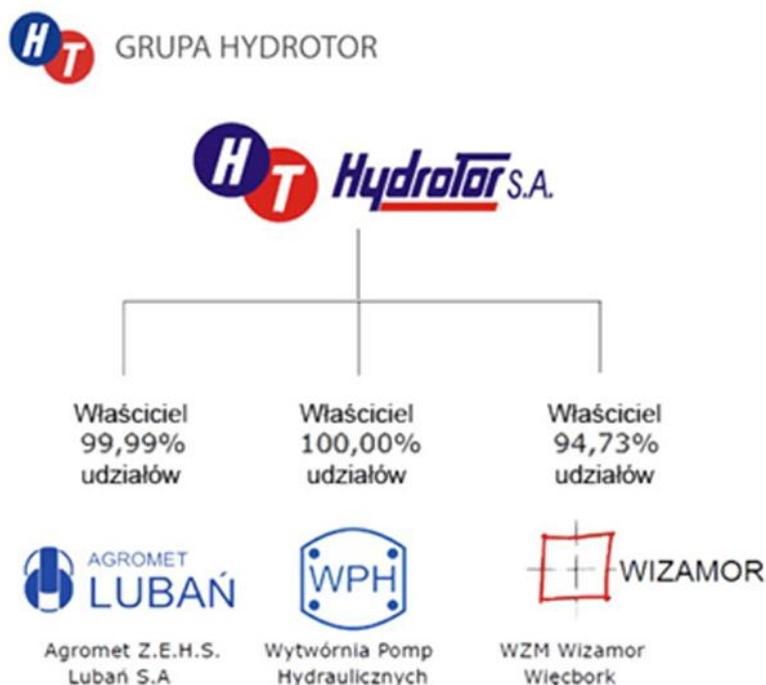 HT GRUPA HYDROTOR
HT HydroTor S.A.
Właściciel
99,99%
udziałów
Właściciel
100,00%
udziałów
Właściciel
94,73%
udziałów
AGROMET
LUBAŃ
WPH
WIZAMOR
Agromet Z.E.H.S.
Lubań S.A
Wytwórnia Pomp
Hydraulicznych
WZM Wizamor
Więcbork